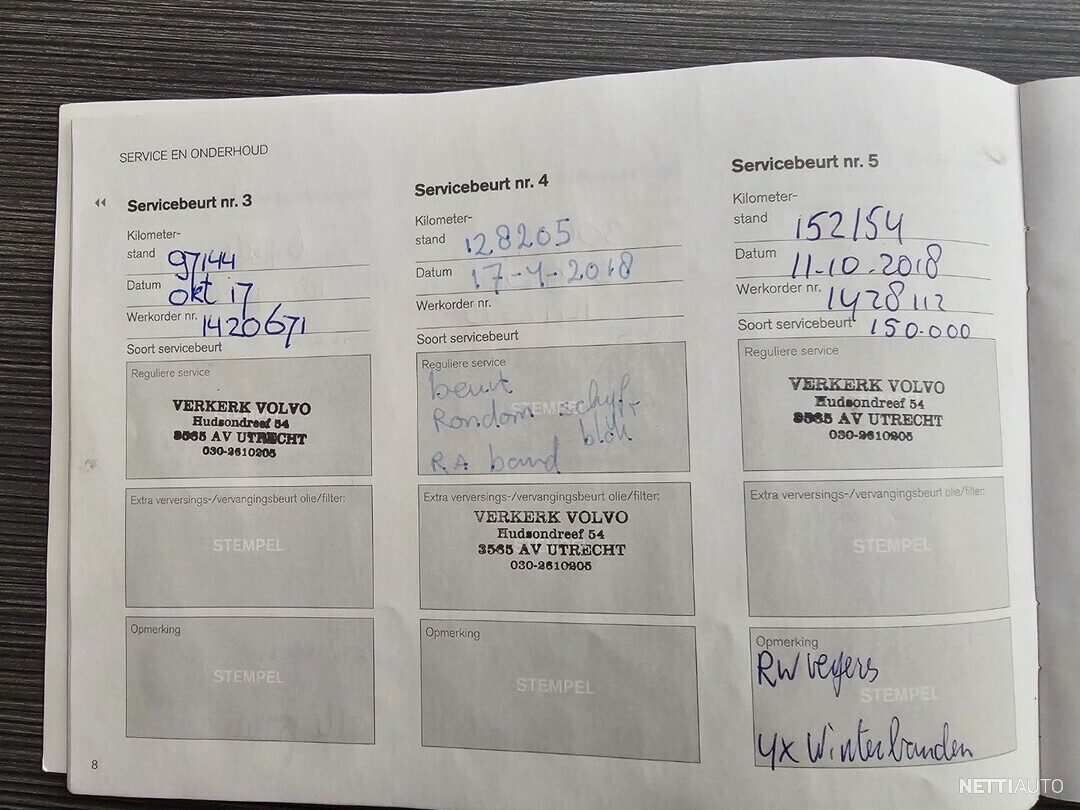 SERVICE EN ONDERHOUD
Servicebeurt nr. 3
Kilometer-
stand 97144
Datum okt 17
Werkorder nr. 1420671
Soort servicebeurt
Reguliere service
VERKERK VOLVO
Hudsondreef 54
3565 AV UTRECHT
030-2610205
Extra verversings-/vervangingsbeurt olie/filter:
STEMPEL
Opmerking
STEMPEL
8
Servicebeurt nr. 4
Kilometer-
stand 128205
Datum 17-4-2018
Werkorder nr.
Soort servicebeurt
Reguliere service
beurt
STEMPEL
Rondom schijf+
blok
RA band
Extra verversings-/vervangingsbeurt olie/filter:
VERKERK VOLVO
Hudsondreef 54
3565 AV UTRECHT
030-2610205
Opmerking
STEMPEL
Servicebeurt nr. 5
Kilometer-
stand 152154
Datum 11-10-2018
Werkorder nr. 1428112
Soort servicebeurt 150.000
Reguliere service
VERKERK VOLVO
Hudsondreef 54
3565 AV UTRECHT
030-2610205
Extra verversings-/vervangingsbeurt olie/filter:
STEMPEL
Opmerking
RW
STEMPEL
4x Winterbanden
NETTIAUTO